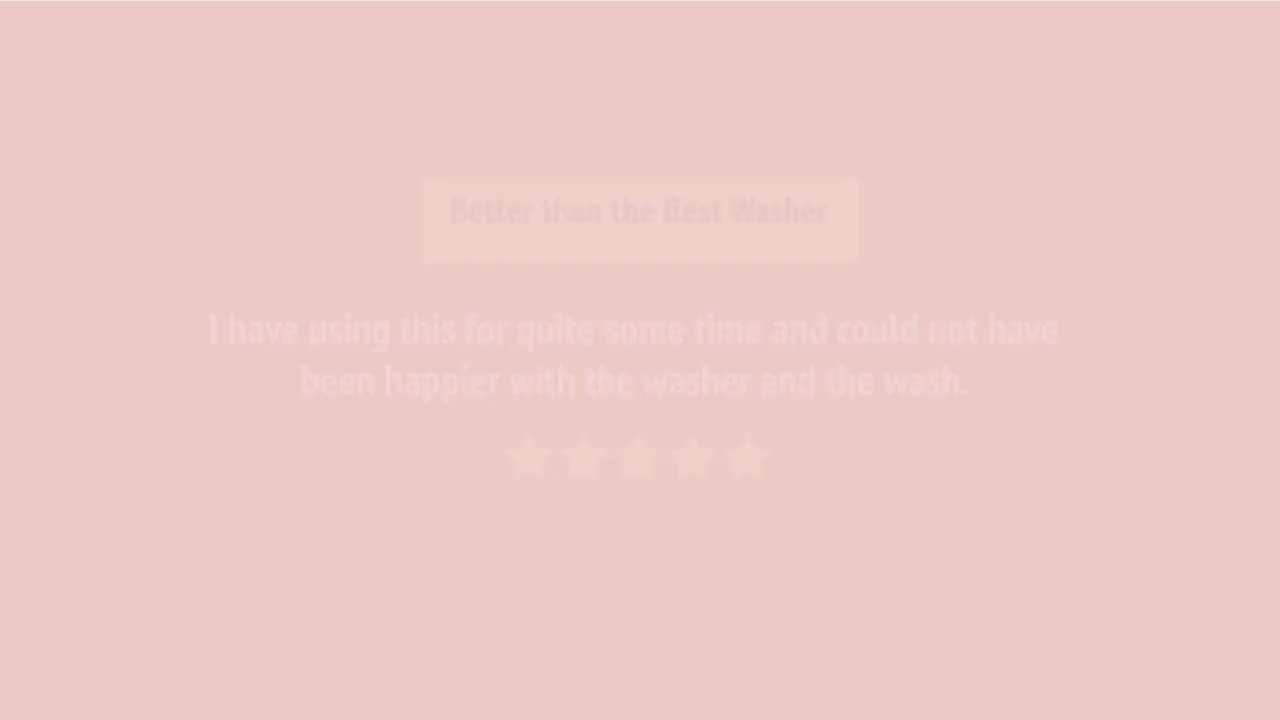 Better than the Best Washer
I have using this for quite some time and could not have
been happier with the washer and the wash.